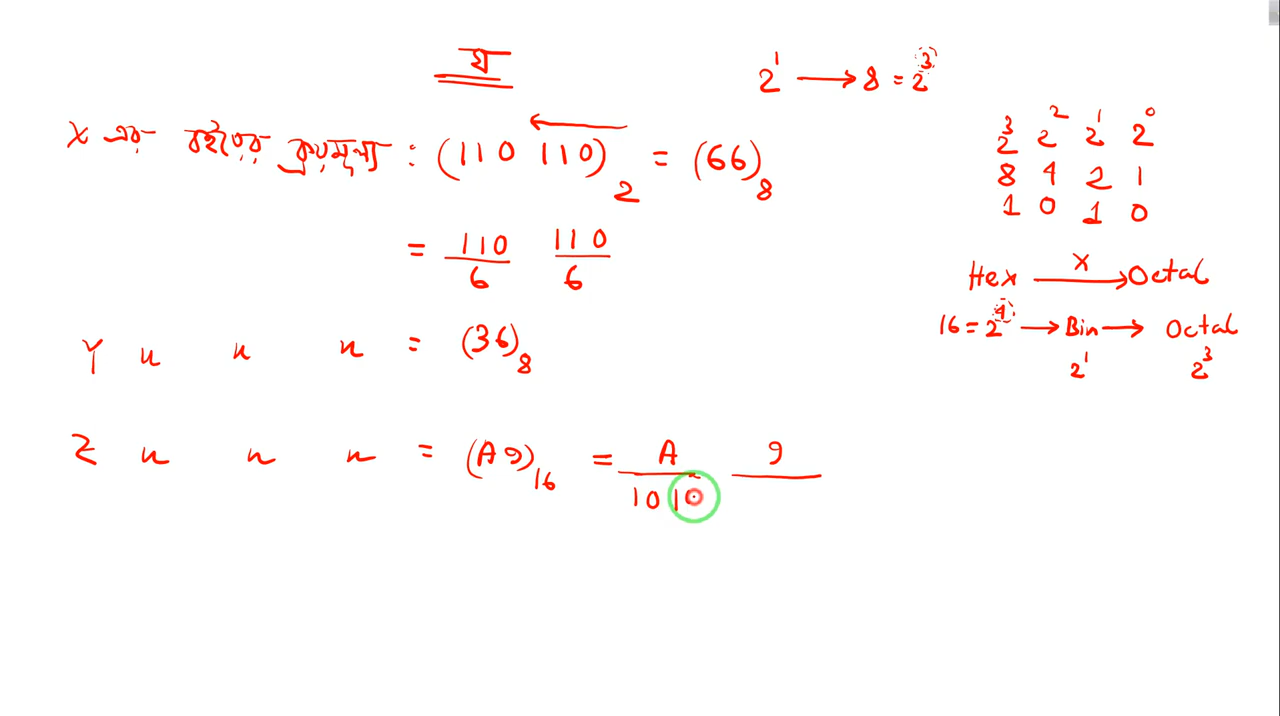 ঘ
2¹ → 8 = 2³
X এর বইয়ের ক্রয়মূল্য : (110 110)₂ = (66)₈
= 110 110
6 6
Y " " " = (36)₈
Z " " " = (A9)₁₆ = A 9
1010
2³ 2² 2¹ 2⁰
8 4 2 1
1 0 1 0
Hex X → Octal
16 = 2⁴ → Bin → Octal
2¹ 2³